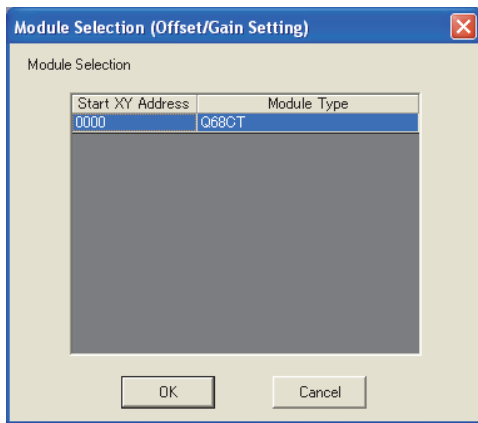 Module Selection (Offset/Gain Setting)
Module Selection
Start XY Address Module Type
0000 Q68CT
OK Cancel